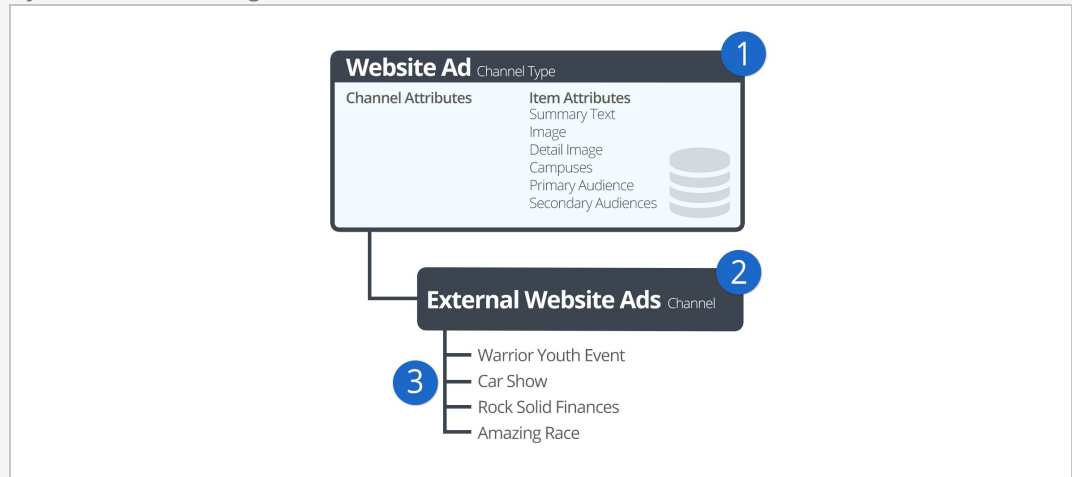 1
Website Ad Channel Type
Channel Attributes
Item Attributes
Summary Text
Image
Detail Image
Campuses
Primary Audience
Secondary Audiences
2
External Website Ads Channel
3
Warrior Youth Event
Car Show
Rock Solid Finances
Amazing Race